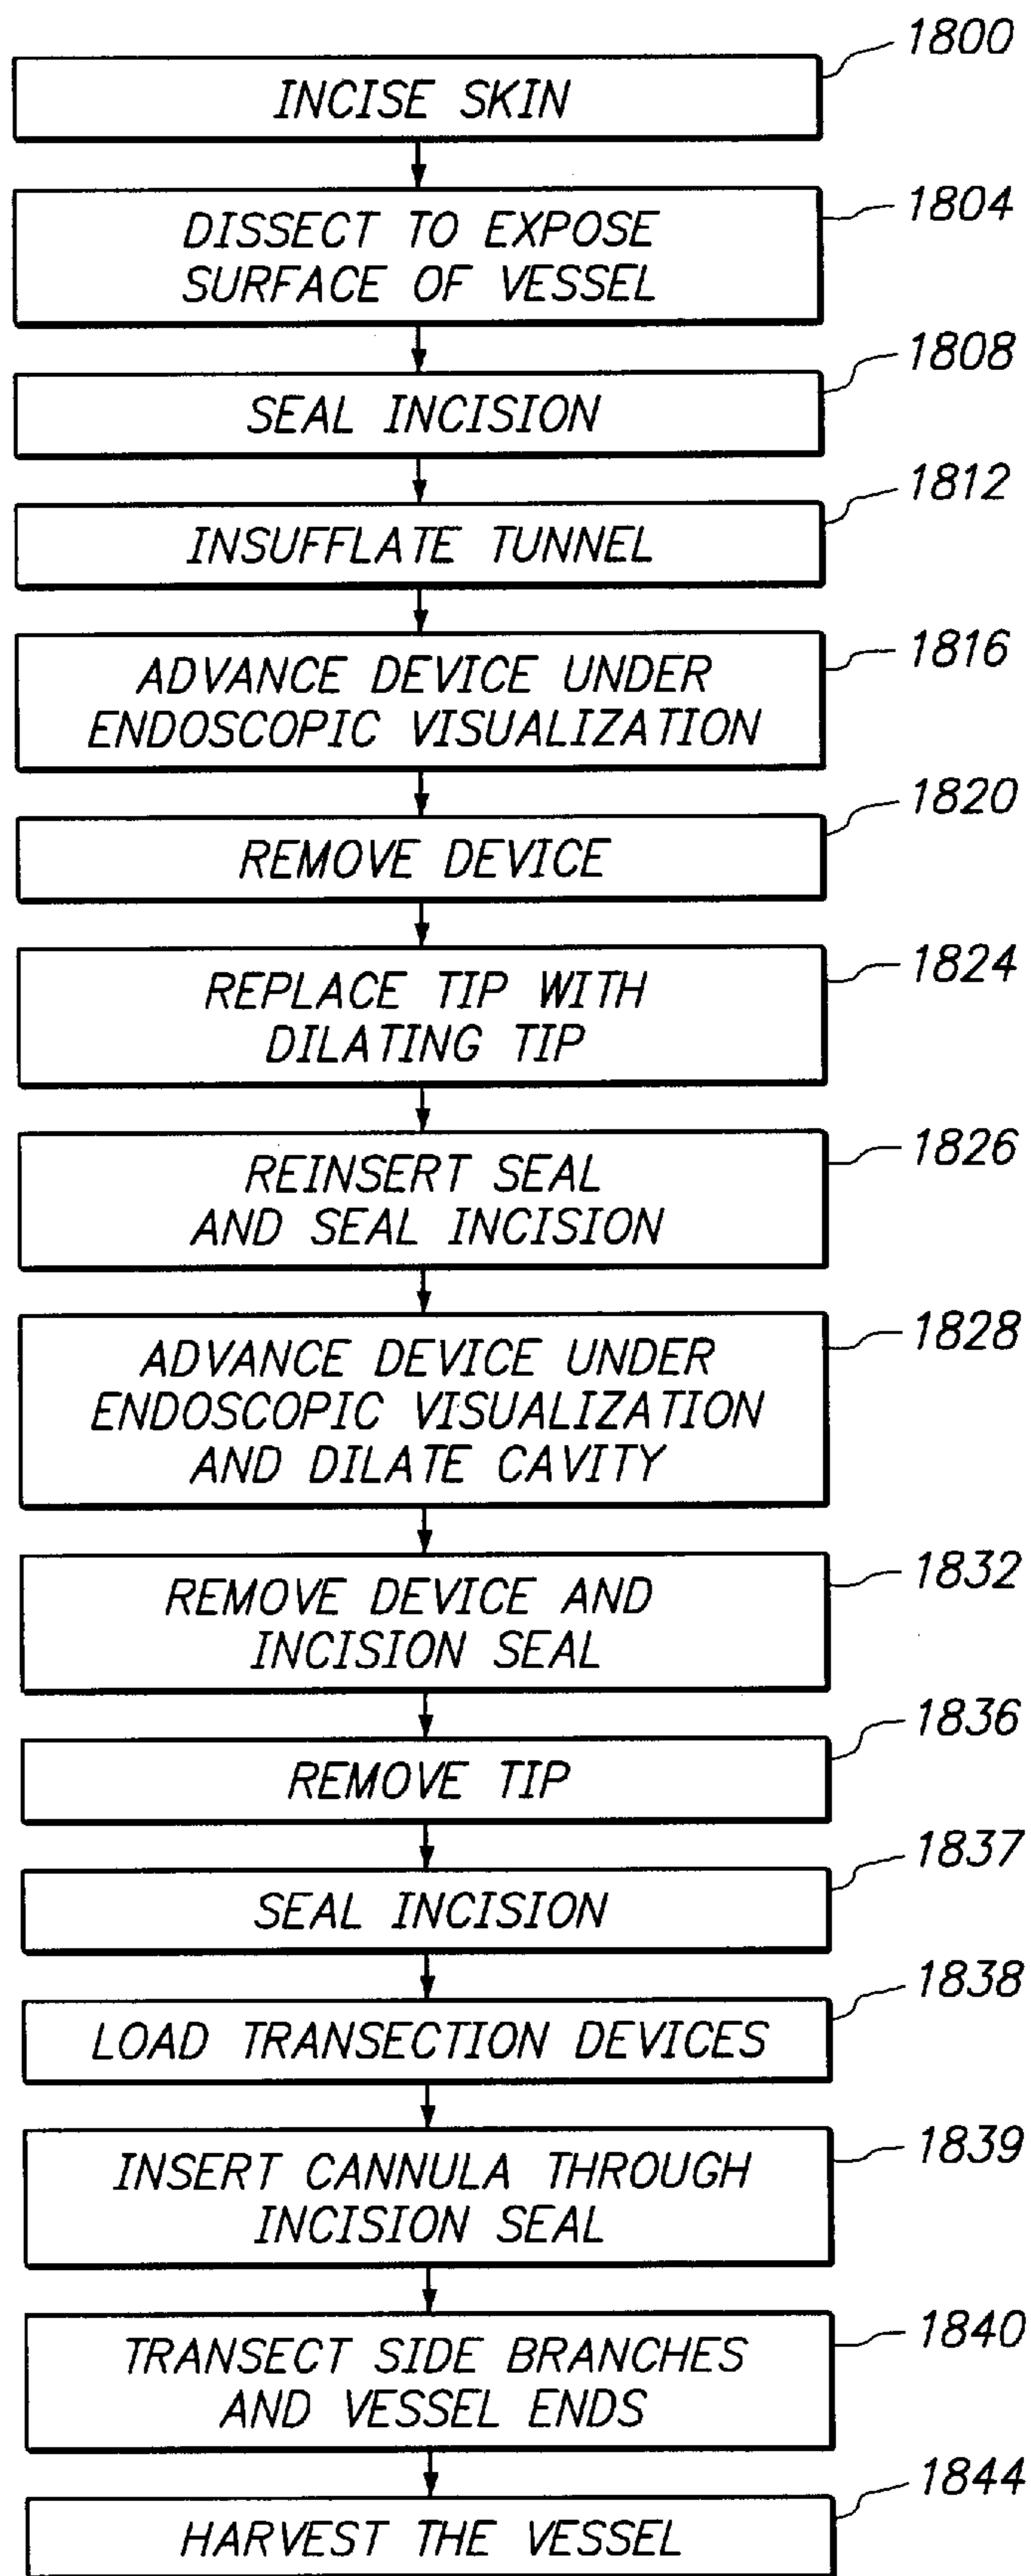 1800
INCISE SKIN
1804
DISSECT TO EXPOSE
SURFACE OF VESSEL
1808
SEAL INCISION
1812
INSUFFLATE TUNNEL
1816
ADVANCE DEVICE UNDER
ENDOSCOPIC VISUALIZATION
1820
REMOVE DEVICE
1824
REPLACE TIP WITH
DILATING TIP
1826
REINSERT SEAL
AND SEAL INCISION
1828
ADVANCE DEVICE UNDER
ENDOSCOPIC VISUALIZATION
AND DILATE CAVITY
1832
REMOVE DEVICE AND
INCISION SEAL
1836
REMOVE TIP
1837
SEAL INCISION
1838
LOAD TRANSECTION DEVICES
1839
INSERT CANNULA THROUGH
INCISION SEAL
1840
TRANSECT SIDE BRANCHES
AND VESSEL ENDS
1844
HARVEST THE VESSEL